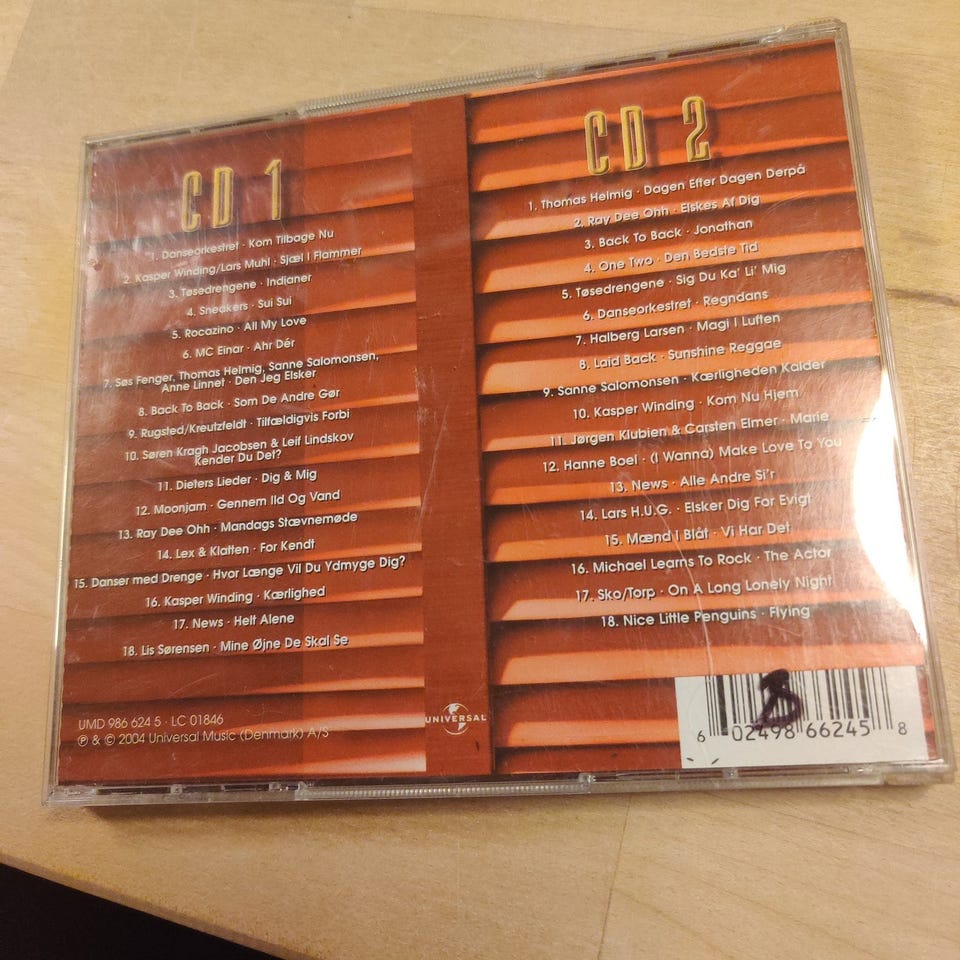 CD 1
1. Danseorkestret · Kom Tilbage Nu
2. Kasper Winding/Lars Muhl · Sjæl I Flammer
3. Tøsedrengene · Indianer
4. Sneakers · Sui Sui
5. Rocazino · All My Love
6. MC Einar · Ahr Dér
7. Søs Fenger, Thomas Helmig, Sanne Salomonsen,
Anne Linnet · Den Jeg Elsker
8. Back To Back · Som De Andre Gør
9. Rugsted/Kreutzfeldt · Tilfældigvis Forbi
10. Søren Kragh Jacobsen & Leif Lindskov
Kender Du Det?
11. Dieters Lieder · Dig & Mig
12. Moonjam · Gennem Ild Og Vand
13. Ray Dee Ohh · Mandags Stævnemøde
14. Lex & Klatten · For Kendt
15. Danser med Drenge · Hvor Længe Vil Du Ydmyge Dig?
16. Kasper Winding · Kærlighed
17. News · Helt Alene
18. Lis Sørensen · Mine Øjne De Skal Se
UMD 986 624 5 · LC 01846
℗ & © 2004 Universal Music (Denmark) A/S
UNIVERSAL
CD 2
1. Thomas Helmig · Dagen Efter Dagen Derpå
2. Ray Dee Ohh · Elskes Af Dig
3. Back To Back · Jonathan
4. One Two · Den Bedste Tid
5. Tøsedrengene · Sig Du Ka' Li' Mig
6. Danseorkestret · Regndans
7. Halberg Larsen · Magi I Luften
8. Laid Back · Sunshine Reggae
9. Sanne Salomonsen · Kærligheden Kalder
10. Kasper Winding · Kom Nu Hjem
11. Jørgen Klubien & Carsten Elmer · Marie
12. Hanne Boel · (I Wanna) Make Love To You
13. News · Alle Andre Si'r
14. Lars H.U.G. · Elsker Dig For Evigt
15. Mænd I Blåt · Vi Har Det
16. Michael Learns To Rock · The Actor
17. Sko/Torp · On A Long Lonely Night
18. Nice Little Penguins · Flying
6 02498 66245 8